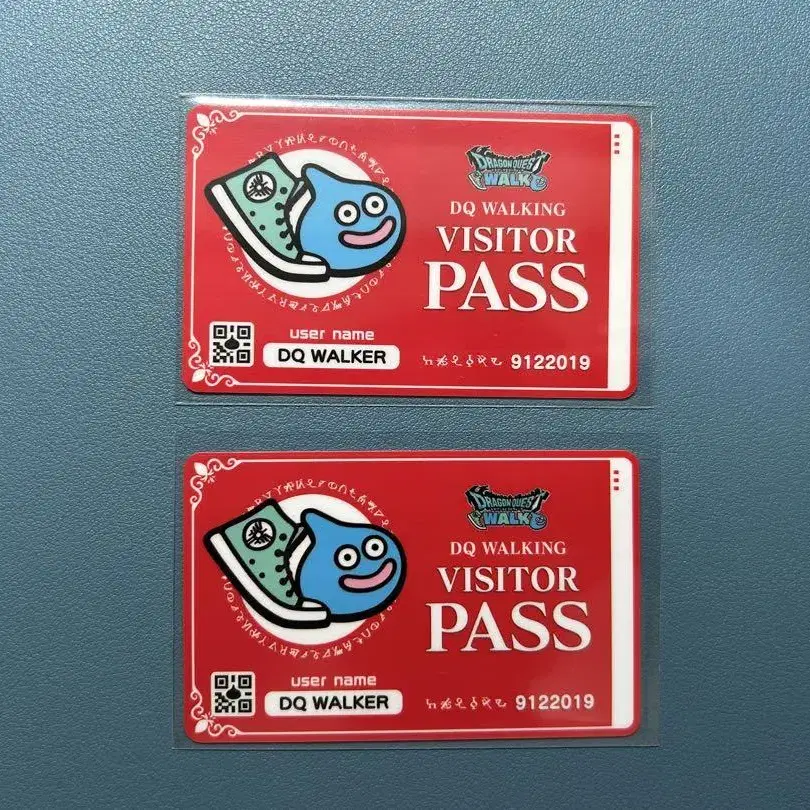 DRAGON QUEST
WALK
DQ WALKING
VISITOR
PASS
user name
DQ WALKER
9122019
DRAGON QUEST
WALK
DQ WALKING
VISITOR
PASS
user name
DQ WALKER
9122019